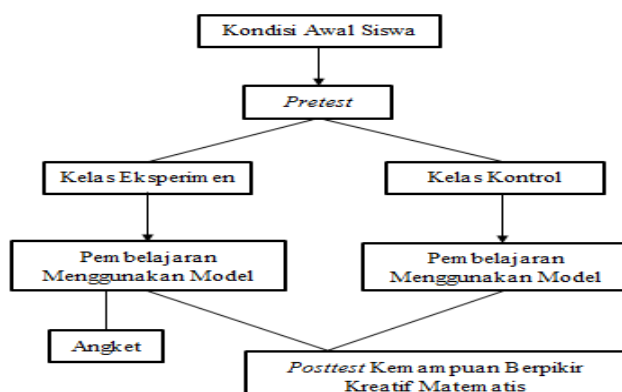 Kondisi Awal Siswa
Pretest
Kelas Eksperimen
Kelas Kontrol
Pembelajaran
Menggunakan Model
Pembelajaran
Menggunakan Model
Angket
Posttest Kemampuan Berpikir
Kreatif Matematis